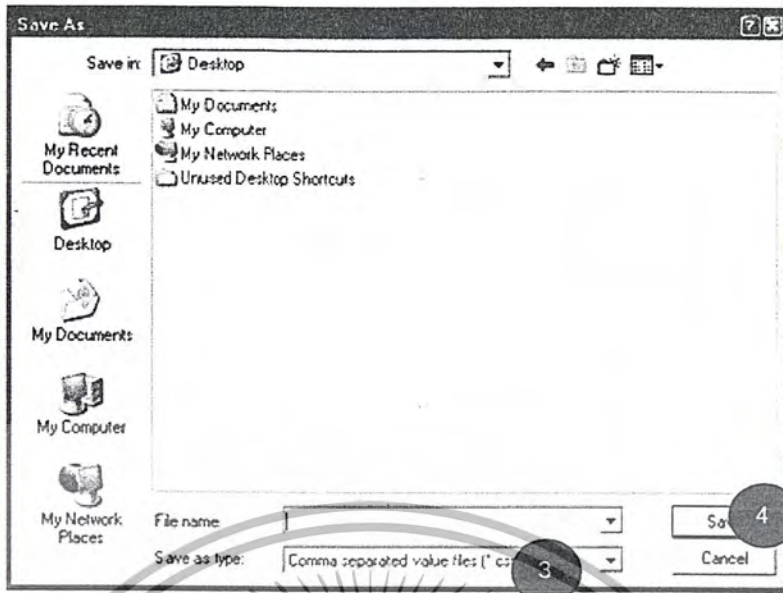 Save As
Save in:
Desktop
My Documents
My Computer
My Network Places
Unused Desktop Shortcuts
My Recent
Documents
Desktop
My Documents
My Computer
My Network
Places
File name
Save as type:
Comma separated value files (*.cs
3
4
Cancel